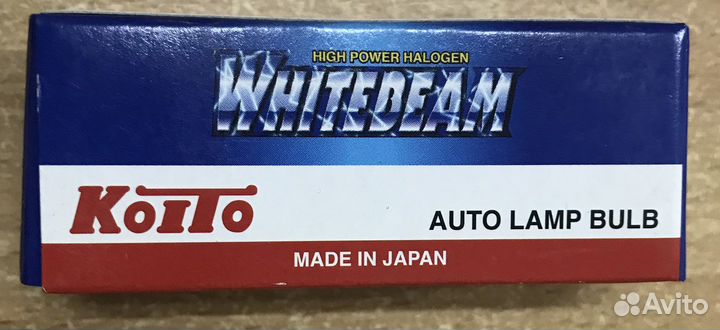 HIGH POWER HALOGEN
WHITEBEAM
KOITO
AUTO LAMP BULB
MADE IN JAPAN
Avito